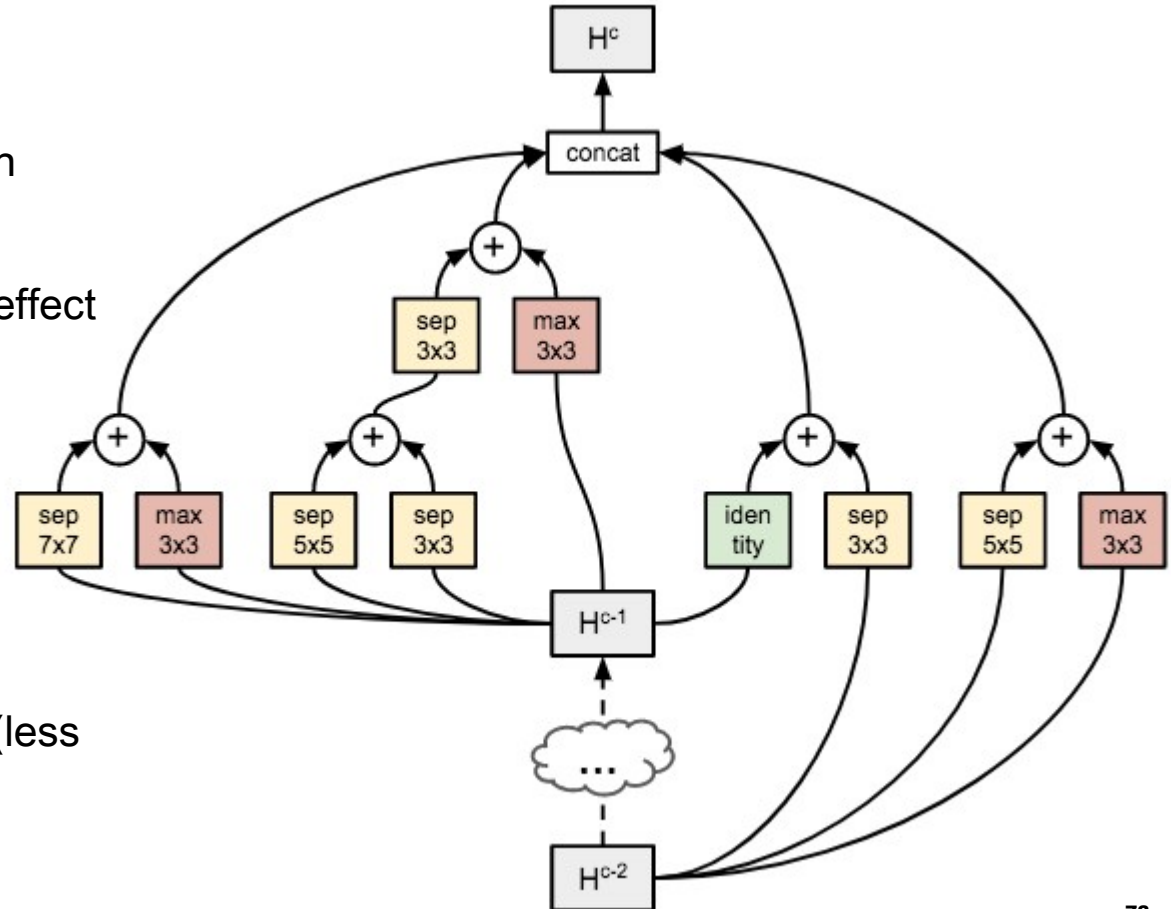 H^c
n
concat
+
effect
sep
3x3
max
3x3
+
+
+
+
sep
7x7
max
3x3
sep
5x5
sep
3x3
iden
tity
sep
3x3
sep
5x5
max
3x3
H^c-1
(less
...
H^c-2